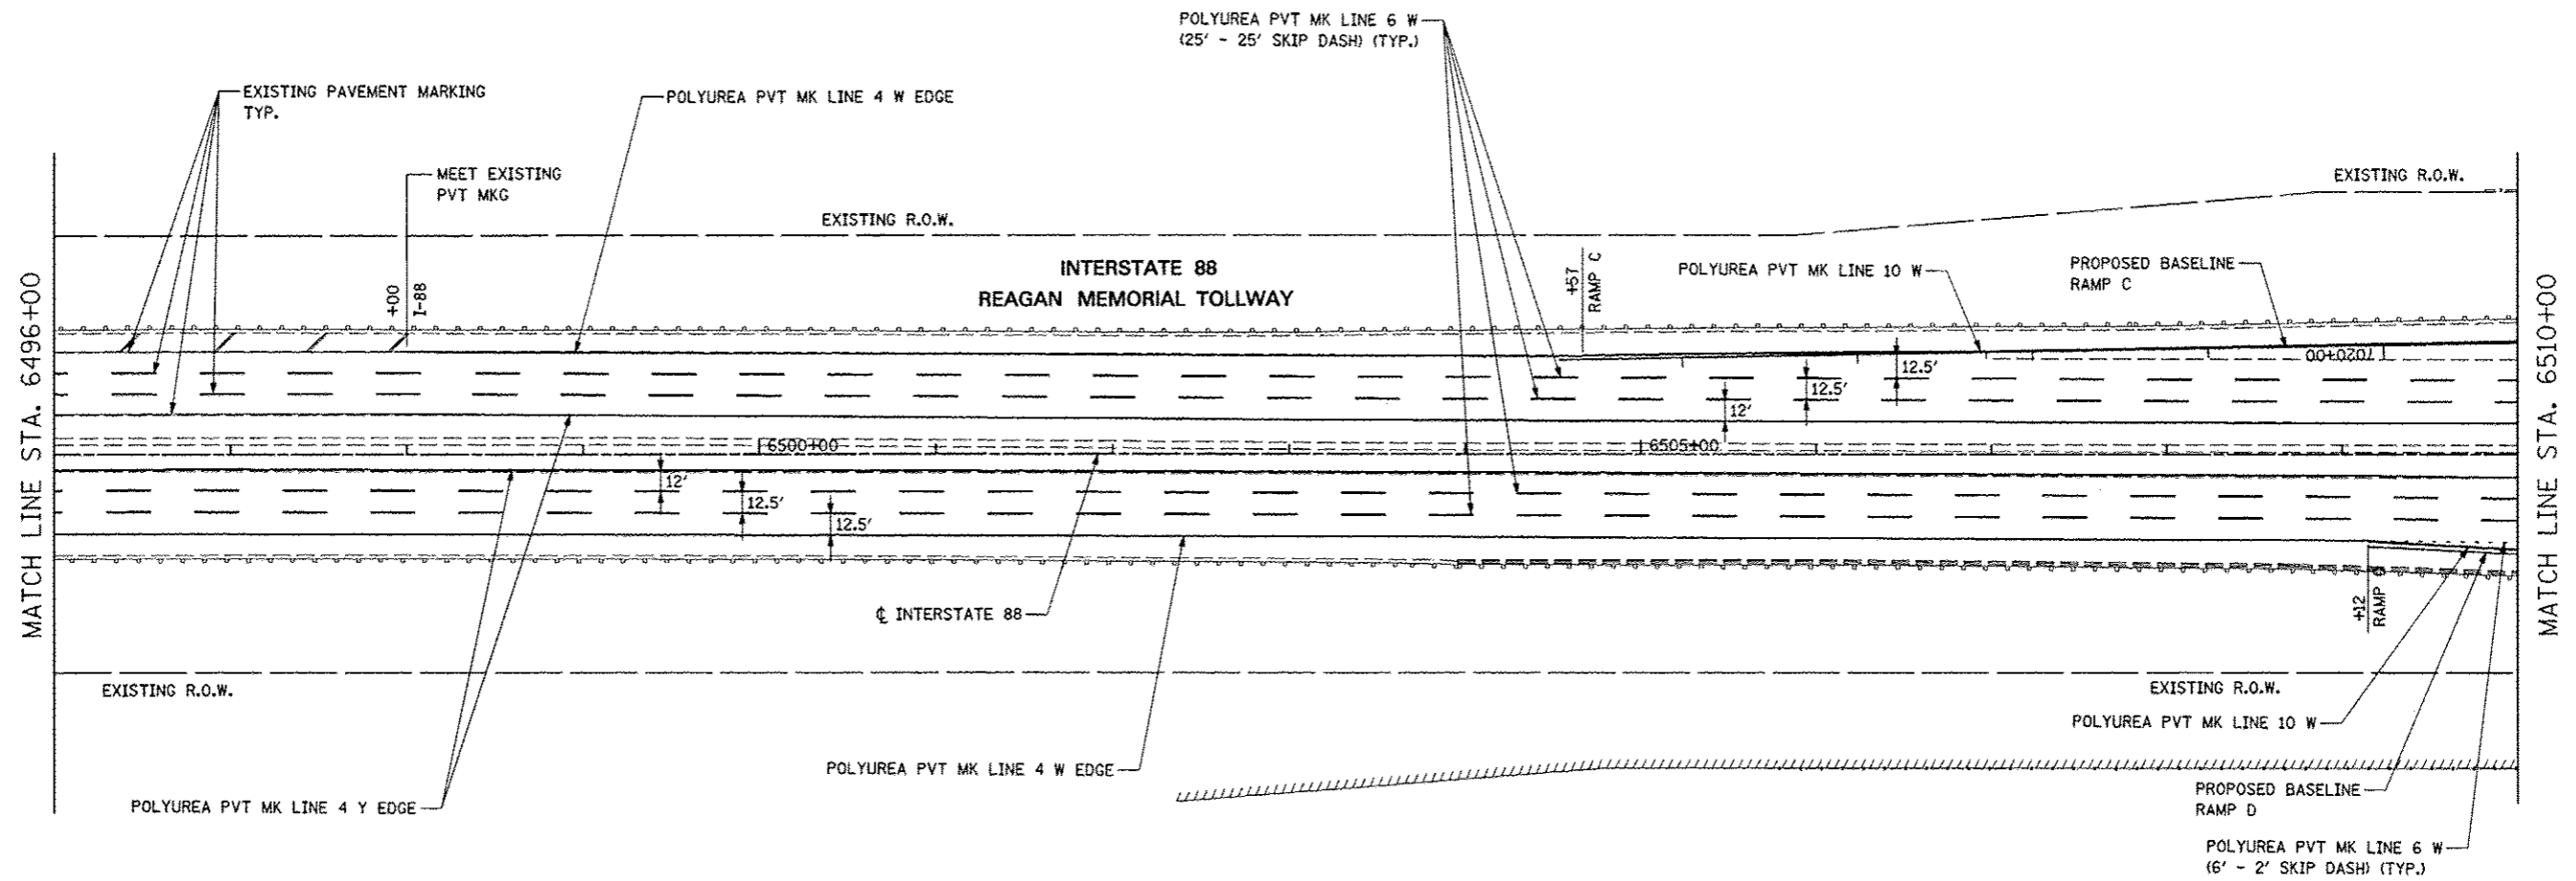 POLYUREA PVT MK LINE 6 W
(25' - 25' SKIP DASH) (TYP.)
EXISTING PAVEMENT MARKING
TYP.
POLYUREA PVT MK LINE 4 W EDGE
MEET EXISTING
PVT MKG
EXISTING R.O.W.
EXISTING R.O.W.
INTERSTATE 88
REAGAN MEMORIAL TOLLWAY
+00
I-88
+57
RAMP C
POLYUREA PVT MK LINE 10 W
PROPOSED BASELINE
RAMP C
MATCH LINE STA. 6496+00
MATCH LINE STA. 6510+00
7020+00
12.5'
12.5'
12'
6500+00
6505+00
12'
12.5'
12.5'
℄ INTERSTATE 88
+12
RAMP D
EXISTING R.O.W.
EXISTING R.O.W.
POLYUREA PVT MK LINE 10 W
POLYUREA PVT MK LINE 4 W EDGE
POLYUREA PVT MK LINE 4 Y EDGE
PROPOSED BASELINE
RAMP D
POLYUREA PVT MK LINE 6 W
(6' - 2' SKIP DASH) (TYP.)